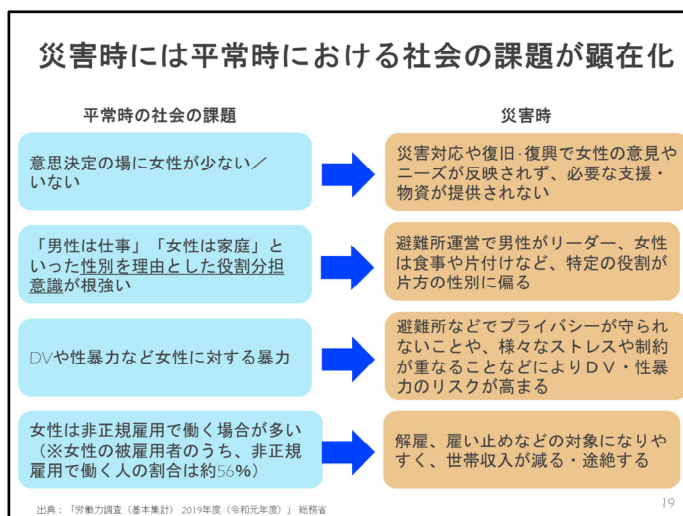 災害時には平常時における社会の課題が顕在化
平常時の社会の課題
災害時
意思決定の場に女性が少ない／
いない
災害対応や復旧・復興で女性の意見や
ニーズが反映されず、必要な支援・
物資が提供されない
「男性は仕事」「女性は家庭」と
いった性別を理由とした役割分担
意識が根強い
避難所運営で男性がリーダー、女性
は食事や片付けなど、特定の役割が
片方の性別に偏る
DVや性暴力など女性に対する暴力
避難所などでプライバシーが守られ
ないことや、様々なストレスや制約
が重なることなどによりＤＶ・性暴
力のリスクが高まる
女性は非正規雇用で働く場合が多い
（※女性の被雇用者のうち、非正規
雇用で働く人の割合は約56%）
解雇、雇い止めなどの対象になりや
すく、世帯収入が減る・途絶する
出典：「労働力調査（基本集計） 2019年度（令和元年度）」総務省
19